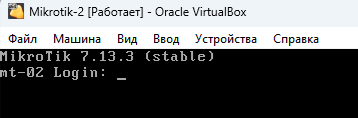 Mikrotik-2 [Работает] - Oracle VirtualBox
Файл Машина Вид Ввод Устройства Справка
MikroTik 7.13.3 (stable)
mt-02 Login: _